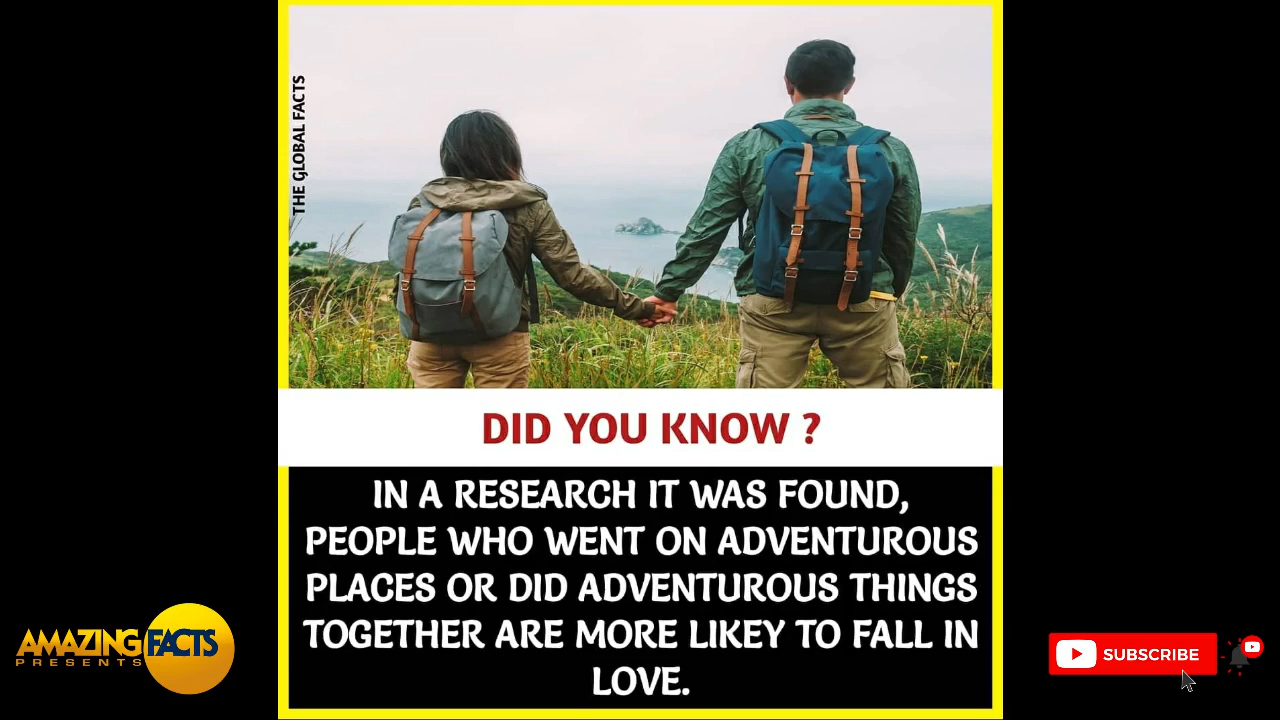 THE GLOBAL FACTS
DID YOU KNOW ?
IN A RESEARCH IT WAS FOUND,
PEOPLE WHO WENT ON ADVENTUROUS
PLACES OR DID ADVENTUROUS THINGS
TOGETHER ARE MORE LIKEY TO FALL IN
LOVE.
AMAZING FACTS
PRESENTS
SUBSCRIBE